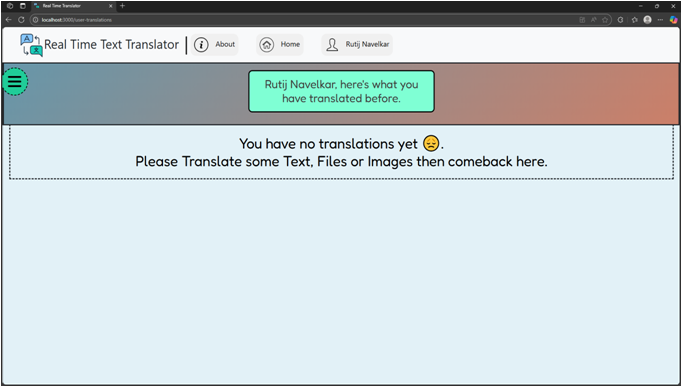 Real Time Translator
localhost:3000/user-translations
Real Time Text Translator
About
Home
Rutij Navelkar
Rutij Navelkar, here's what you
have translated before.
You have no translations yet 😔.
Please Translate some Text, Files or Images then comeback here.